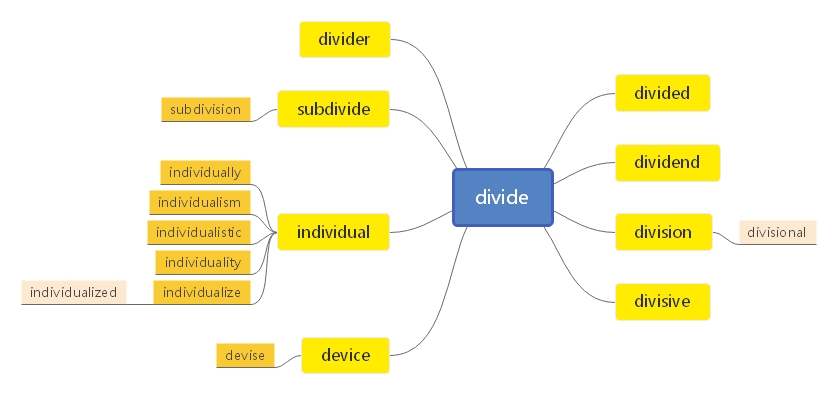 divide
divided
dividend
division
divisional
divisive
divider
subdivide
subdivision
individual
individually
individualism
individualistic
individuality
individualize
individualized
device
devise